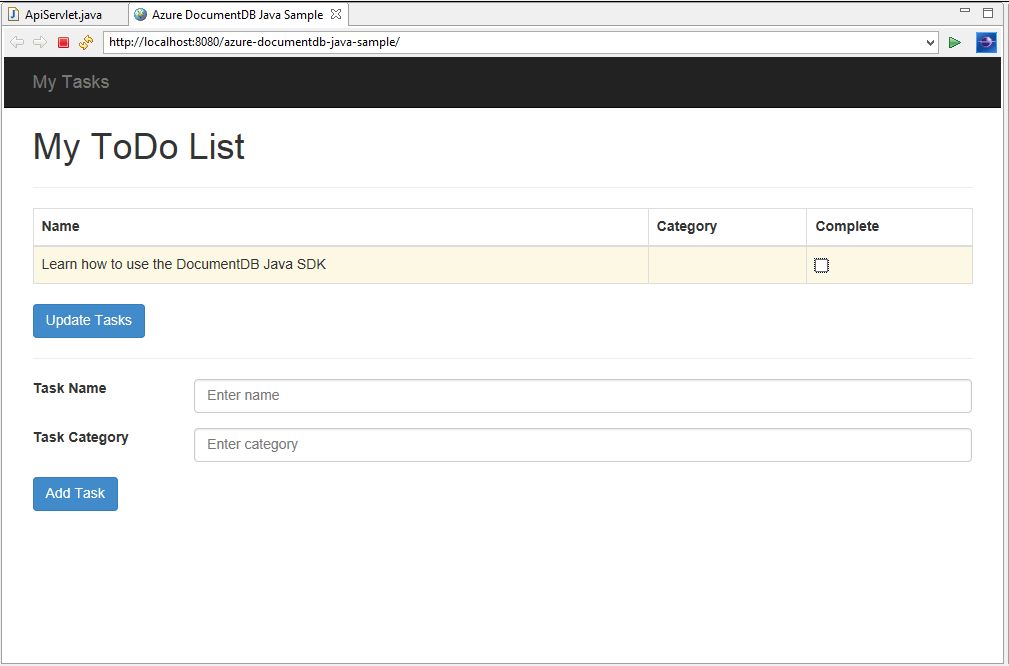 ApiServlet.java Azure DocumentDB Java Sample
http://localhost:8080/azure-documentdb-java-sample/
My Tasks
My ToDo List
Name Category Complete
Learn how to use the DocumentDB Java SDK
Update Tasks
Task Name Enter name
Task Category Enter category
Add Task